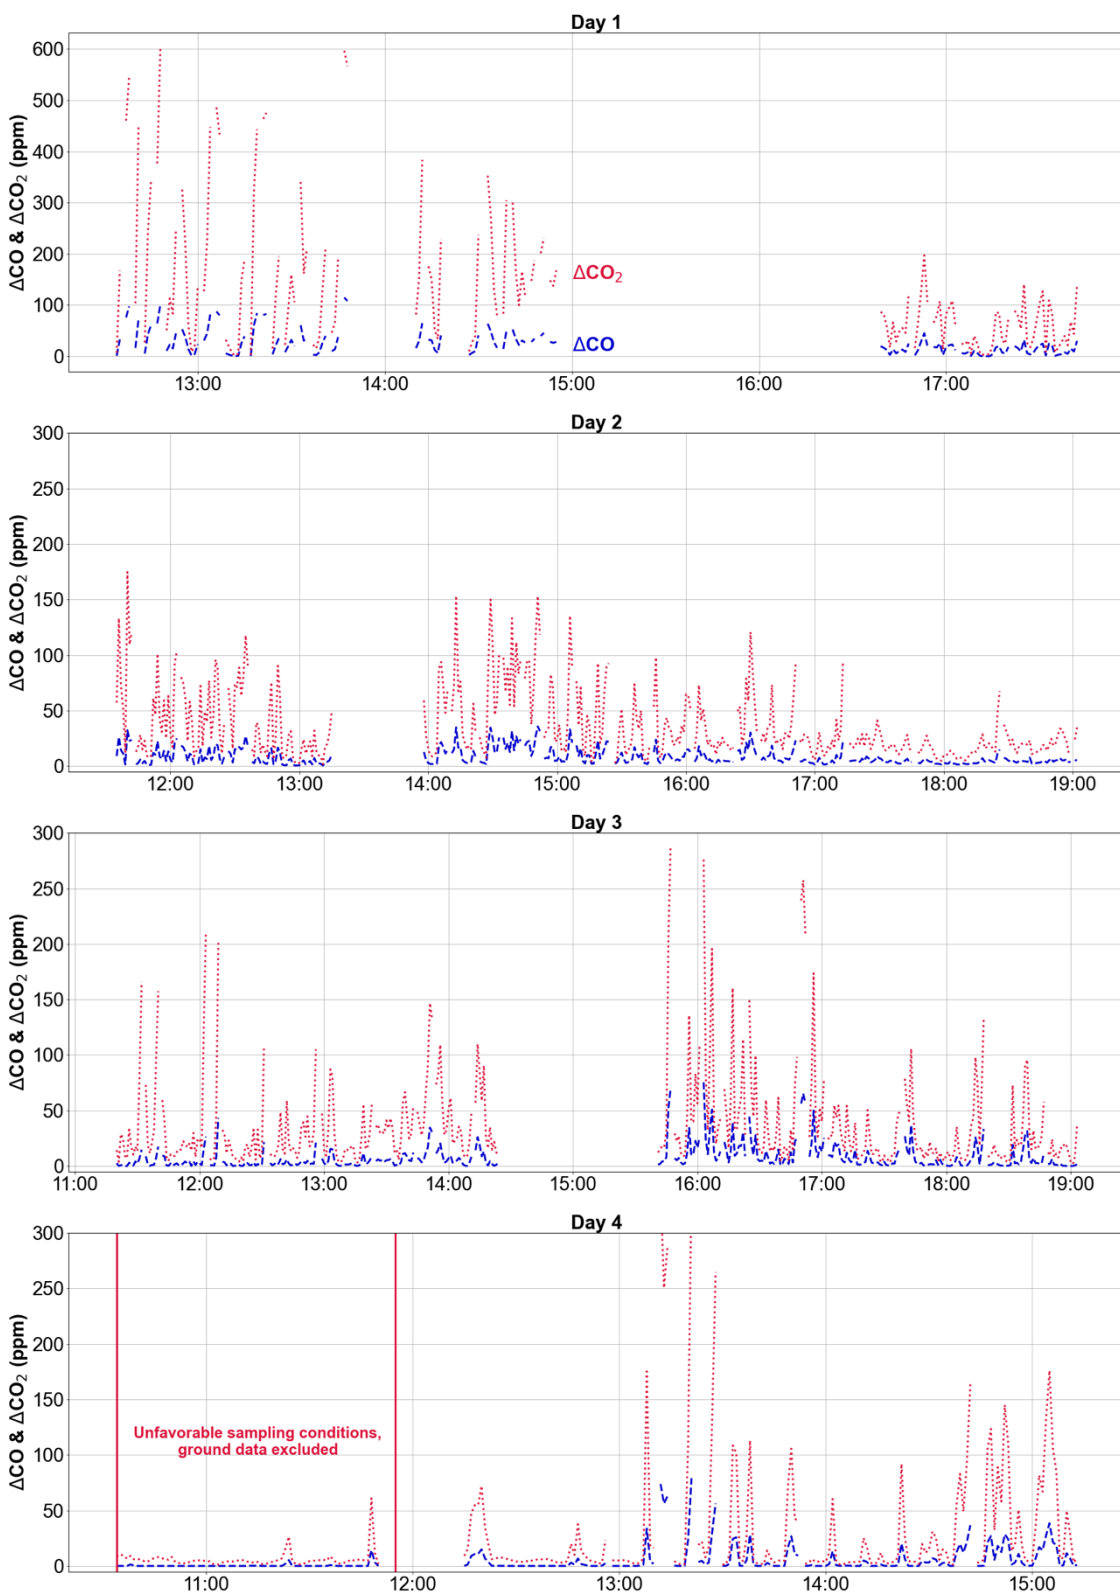 Day 1
ΔCO & ΔCO₂ (ppm)
600
500
400
300
200
100
0
ΔCO₂
ΔCO
13:00 14:00 15:00 16:00 17:00
Day 2
ΔCO & ΔCO₂ (ppm)
300
250
200
150
100
50
0
12:00 13:00 14:00 15:00 16:00 17:00 18:00 19:00
Day 3
ΔCO & ΔCO₂ (ppm)
300
250
200
150
100
50
0
11:00 12:00 13:00 14:00 15:00 16:00 17:00 18:00 19:00
Day 4
ΔCO & ΔCO₂ (ppm)
300
250
200
150
100
50
0
Unfavorable sampling conditions,
ground data excluded
11:00 12:00 13:00 14:00 15:00